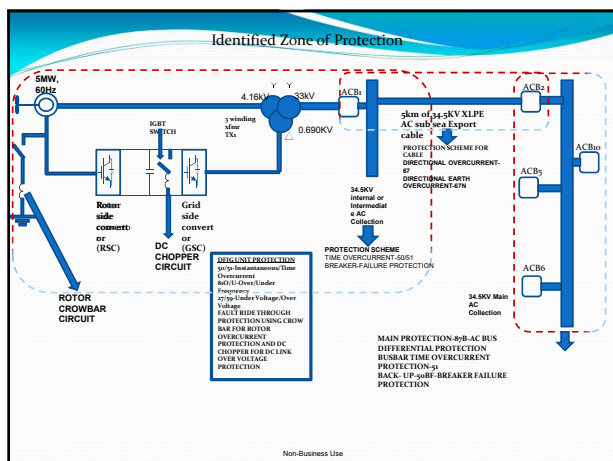 Identified Zone of Protection
5MW,
60Hz
4.16kV
33kV
0.690KV
3 winding
xfmr
TX1
IGBT
SWITCH
ACB1
ACB2
ACB10
ACB5
ACB6
5km of 34.5KV XLPE
AC sub sea Export
cable
PROTECTION SCHEME FOR
CABLE
DIRECTIONAL OVERCURRENT-
67
DIRECTIONAL EARTH
OVERCURRENT-67N
Rotor
side
convert
or
(RSC)
DC
CHOPPER
CIRCUIT
Grid
side
convert
or (GSC)
34.5KV
internal or
Intermediat
e AC
Collection
PROTECTION SCHEME
TIME OVERCURRENT-50/51
BREAKER-FAILURE PROTECTION
DFIG UNIT PROTECTION
50/51-Instantaneous/Time
Overcurrent
81O/U-Over/Under
Frequency
27/59-Under Voltage/Over
Voltage
FAULT RIDE THROUGH
PROTECTION USING CROW
BAR FOR ROTOR
OVERCURRENT
PROTECTION AND DC
CHOPPER FOR DC LINK
OVER VOLTAGE
PROTECTION
ROTOR
CROWBAR
CIRCUIT
34.5KV Main
AC
Collection
MAIN PROTECTION-87B-AC BUS
DIFFERENTIAL PROTECTION
BUSBAR TIME OVERCURRENT
PROTECTION-51
BACK- UP-50BF-BREAKER FAILURE
PROTECTION
Non-Business Use